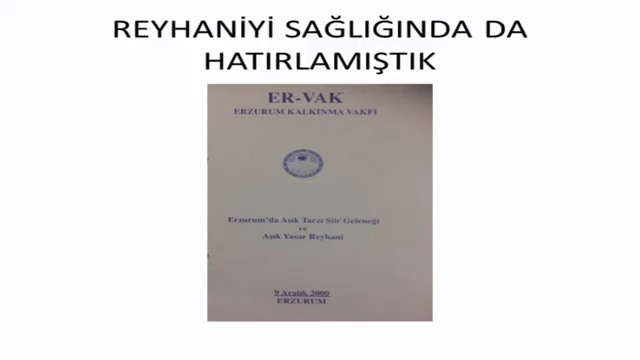 REYHANİYİ SAĞLIĞINDA DA
HATIRLAMIŞTIK
ER-VAK
ERZURUM KALKINMA VAKFI
Erzurum'da Aşık Tarzı Şiir Geleneği
ve
Aşık Yaşar Reyhani
9 Aralık 2000
ERZURUM